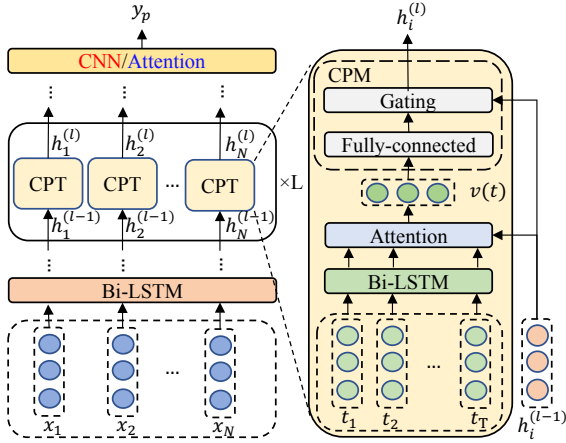 y_p
CNN/Attention
⋮ ⋮ ⋮
h_1^{(l)} h_2^{(l)} h_N^{(l)}
CPT CPT ... CPT
×L
h_1^{(l-1)} h_2^{(l-1)} h_N^{(l-1)}
⋮ ⋮ ⋮
Bi-LSTM
...
x_1 x_2 x_N
h_i^{(l)}
CPM
Gating
Fully-connected
v(t)
Attention
...
Bi-LSTM
...
t_1 t_2 t_T
h_i^{(l-1)}